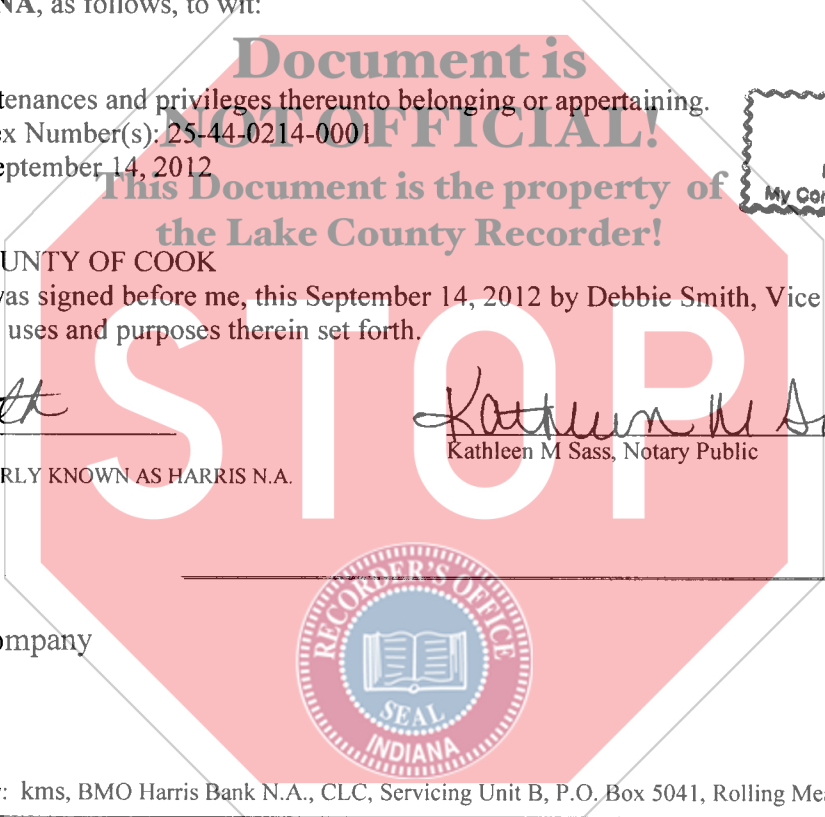 NA, as follows, to wit:
Document is
tenances and privileges thereunto belonging or appertaining.
x Number(s): 25-44-0214-0001
NOT OFFICIAL!
eptember 14, 2012
This Document is the property of
My Con
the Lake County Recorder!
UNTY OF COOK
was signed before me, this September 14, 2012 by Debbie Smith, Vice
uses and purposes therein set forth.
STOP
Kathleen M S
Kathleen M Sass, Notary Public
RLY KNOWN AS HARRIS N.A.
RECORDER'S OFFICE
SEAL
INDIANA
ompany
: kms, BMO Harris Bank N.A., CLC, Servicing Unit B, P.O. Box 5041, Rolling Mea